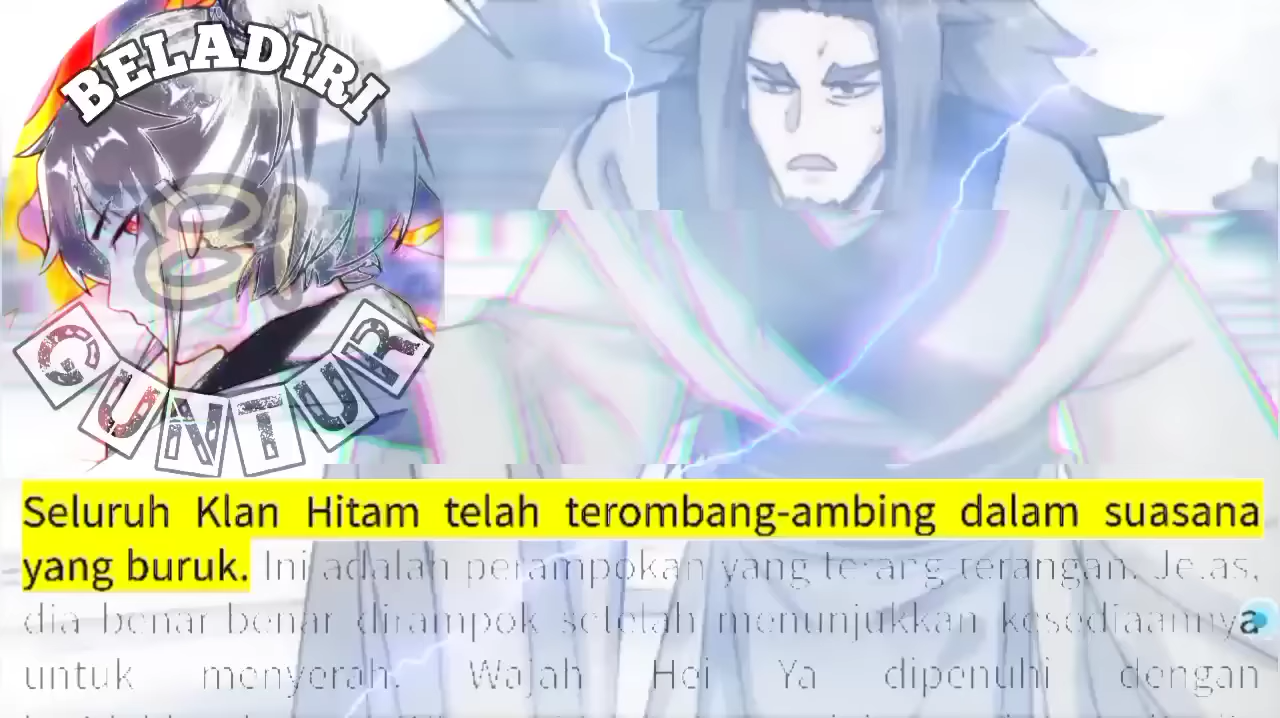 BELADIRI
GUNTUR
Seluruh Klan Hitam telah terombang-ambing dalam suasana
yang buruk. Ini adalah perampokan yang terang-terangan. Jelas,
dia benar-benar dirampok setelah menunjukkan kesediaannya
untuk menyerah. Wajah Hei Ya dipenuhi dengan